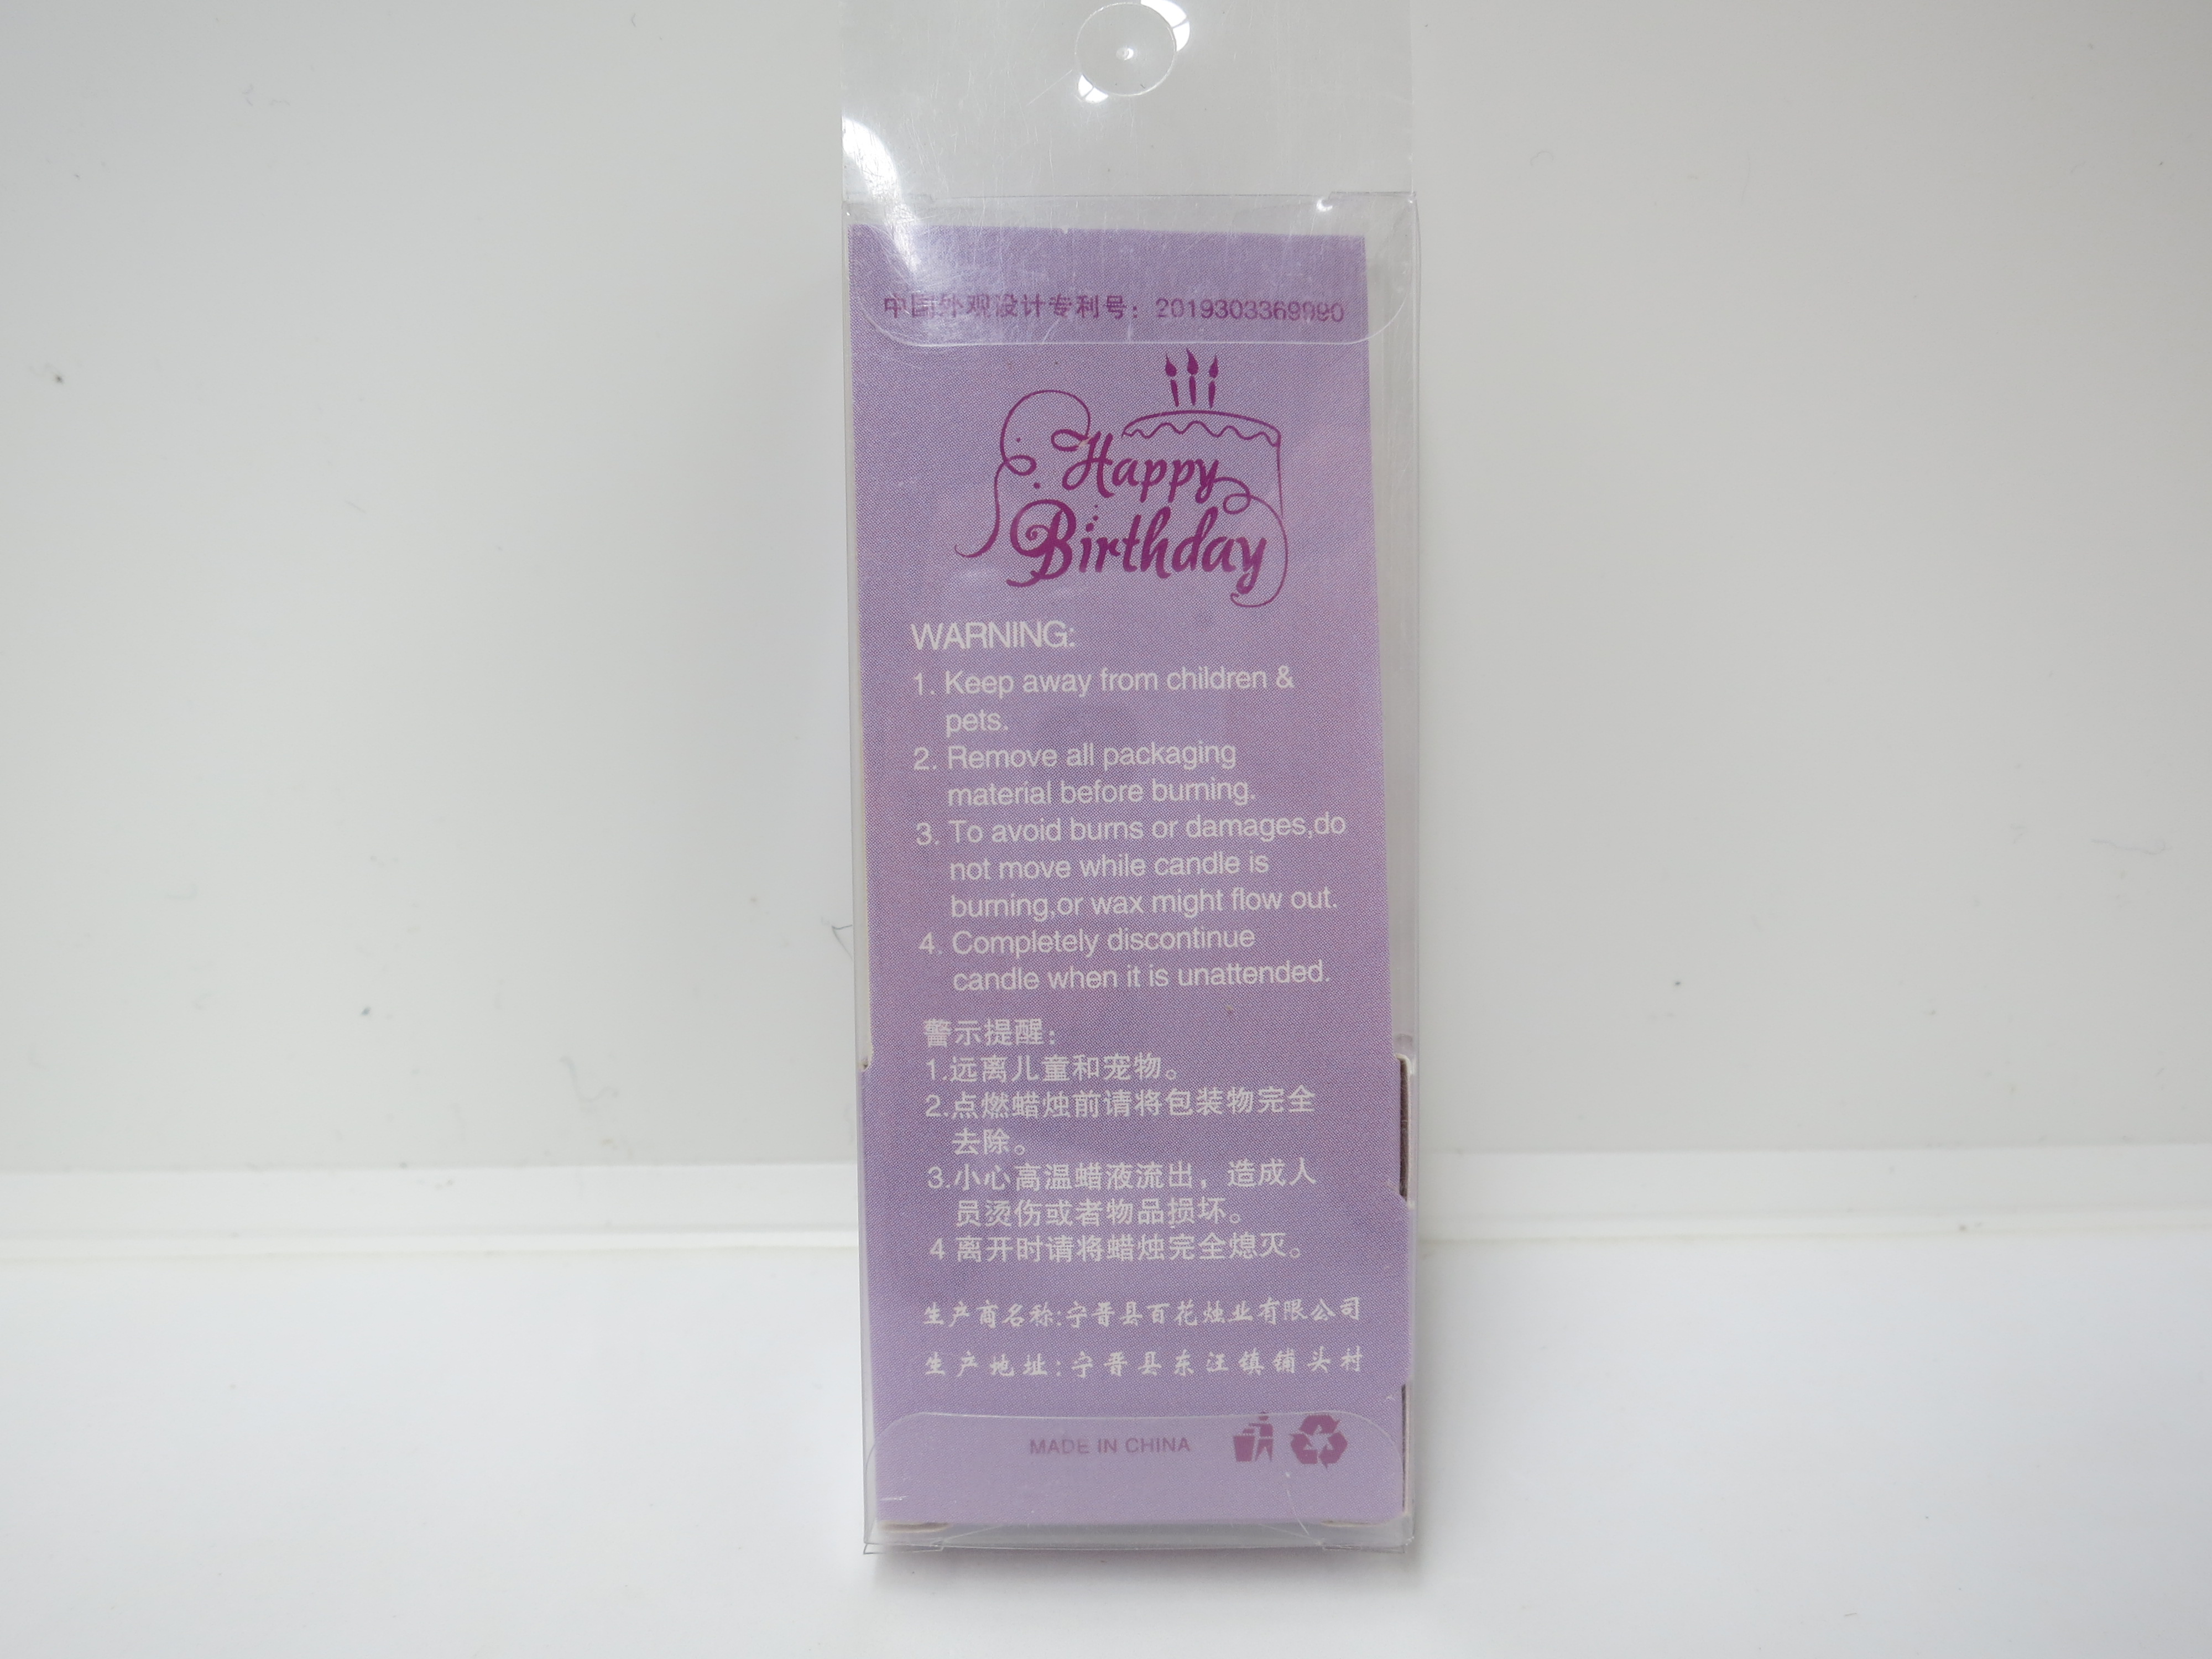 中国外观设计专利号：2019303369990
Happy
Birthday
WARNING:
1. Keep away from children &
pets.
2. Remove all packaging
material before burning.
3. To avoid burns or damages,do
not move while candle is
burning,or wax might flow out.
4. Completely discontinue
candle when it is unattended.
警示提醒：
1.远离儿童和宠物。
2.点燃蜡烛前请将包装物完全
去除。
3.小心高温蜡液流出，造成人
员烫伤或者物品损坏。
4 离开时请将蜡烛完全熄灭。
生产商名称:宁晋县百花烛业有限公司
生产地址:宁晋县东汪镇铺头村
MADE IN CHINA